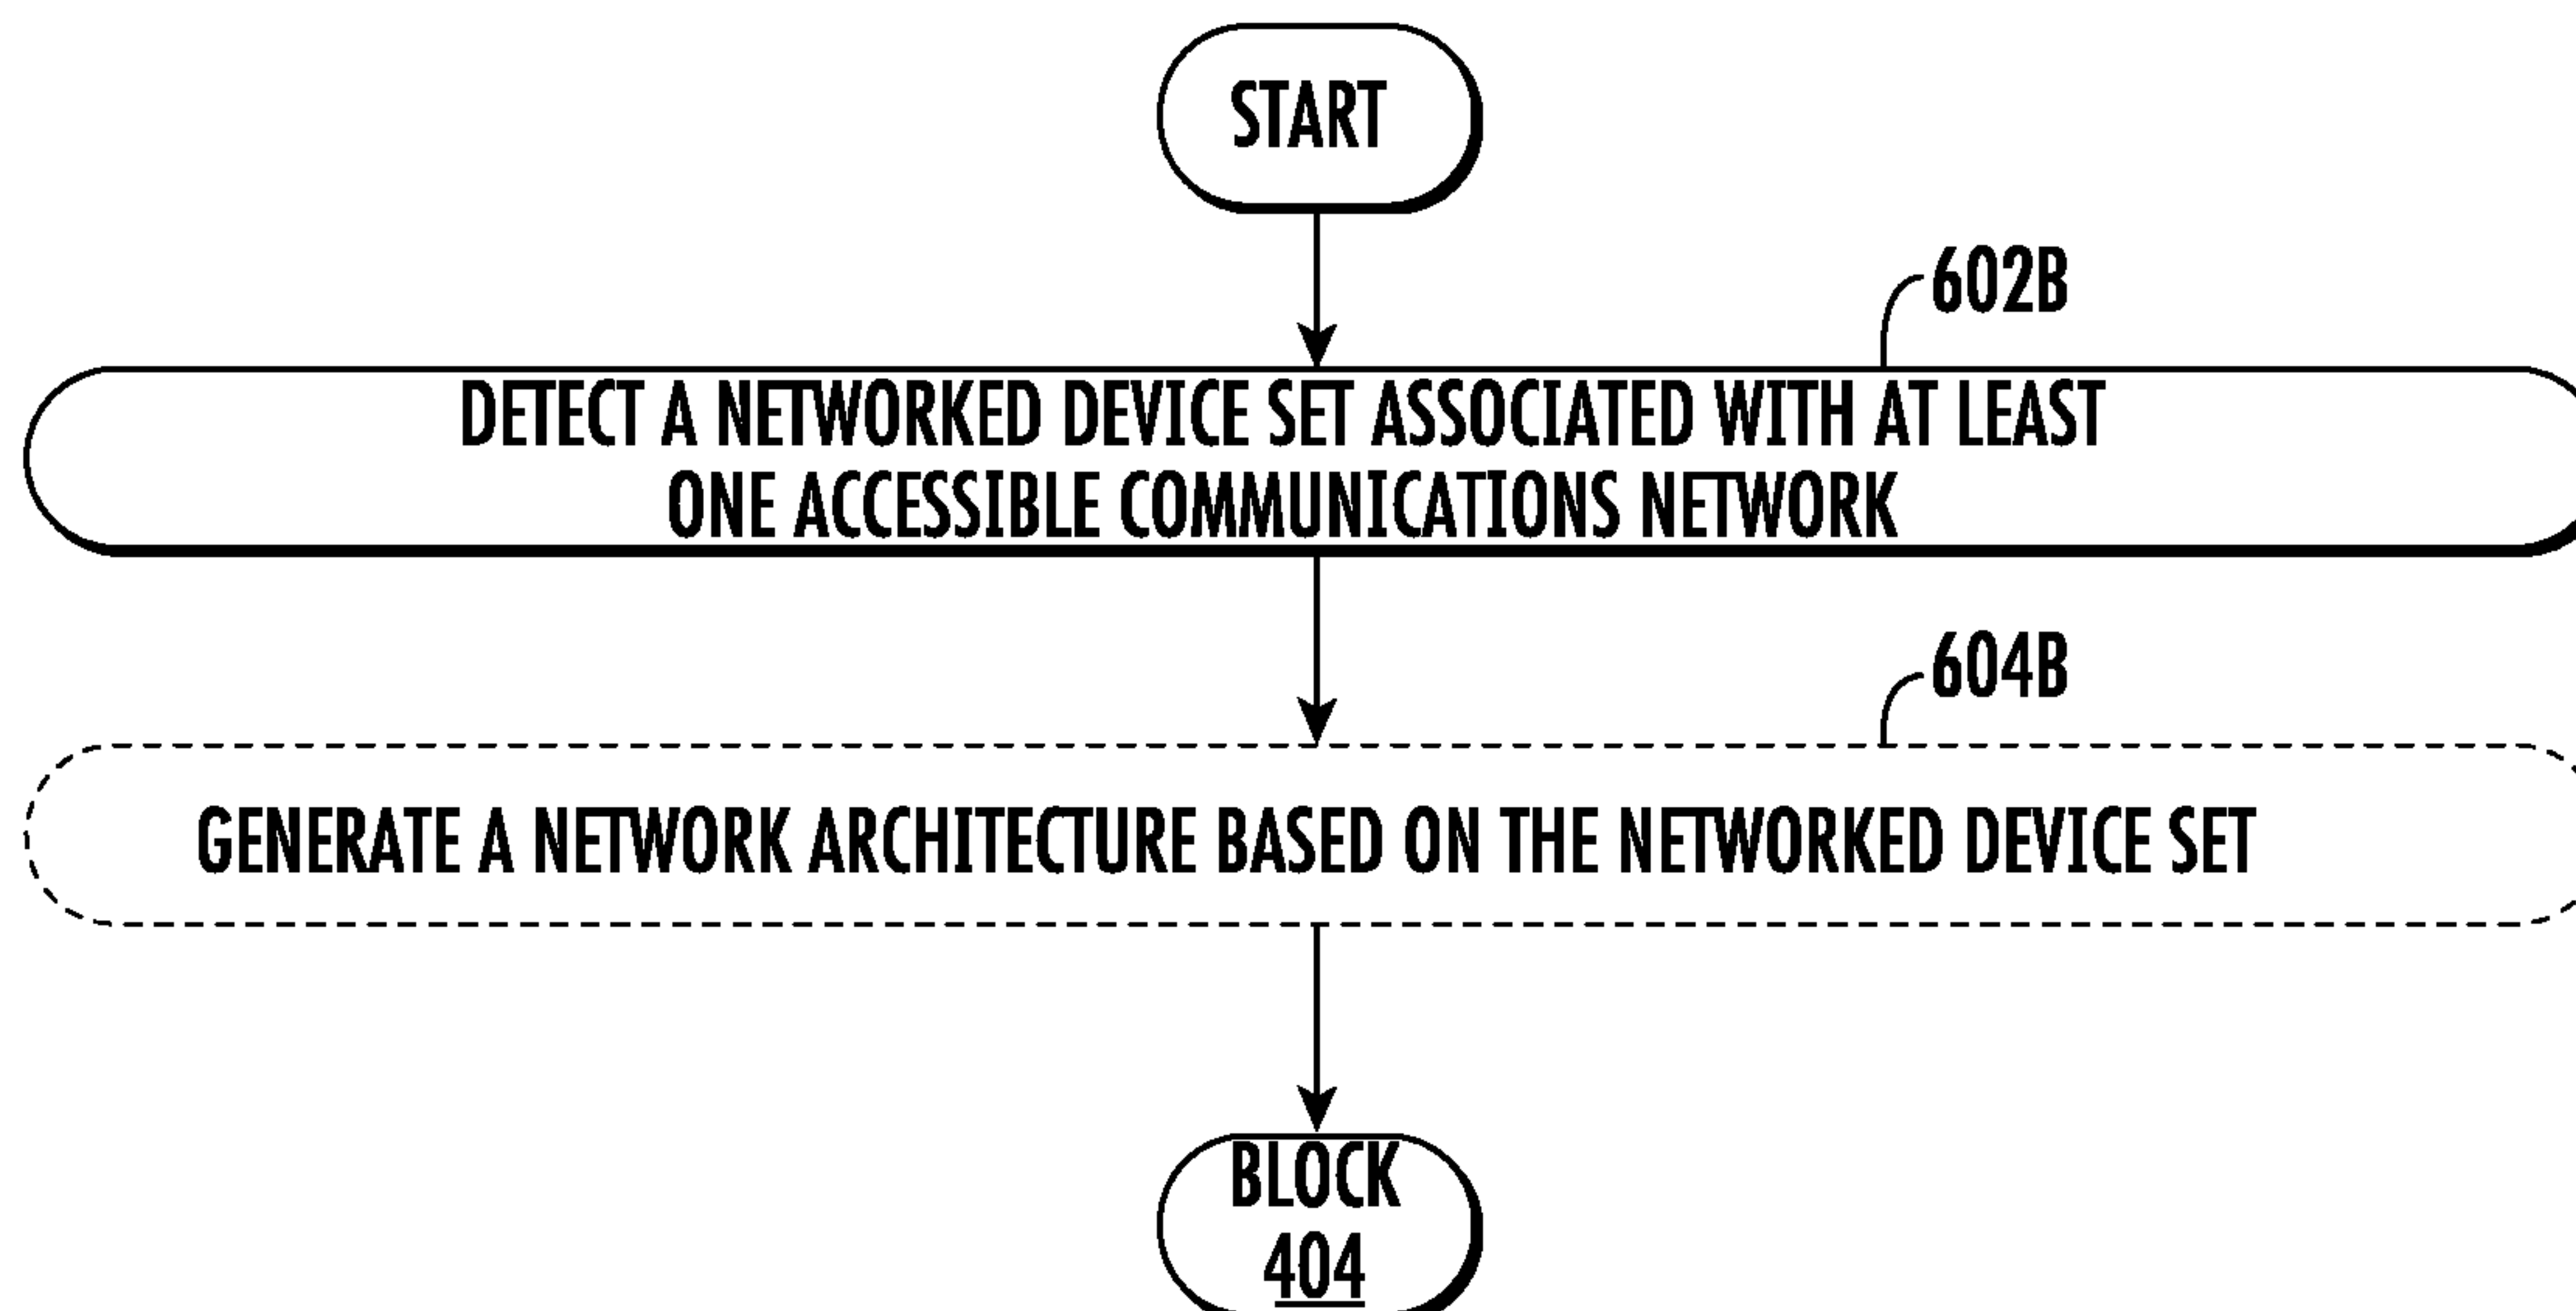 START
602B
DETECT A NETWORKED DEVICE SET ASSOCIATED WITH AT LEAST
ONE ACCESSIBLE COMMUNICATIONS NETWORK
604B
GENERATE A NETWORK ARCHITECTURE BASED ON THE NETWORKED DEVICE SET
BLOCK
404